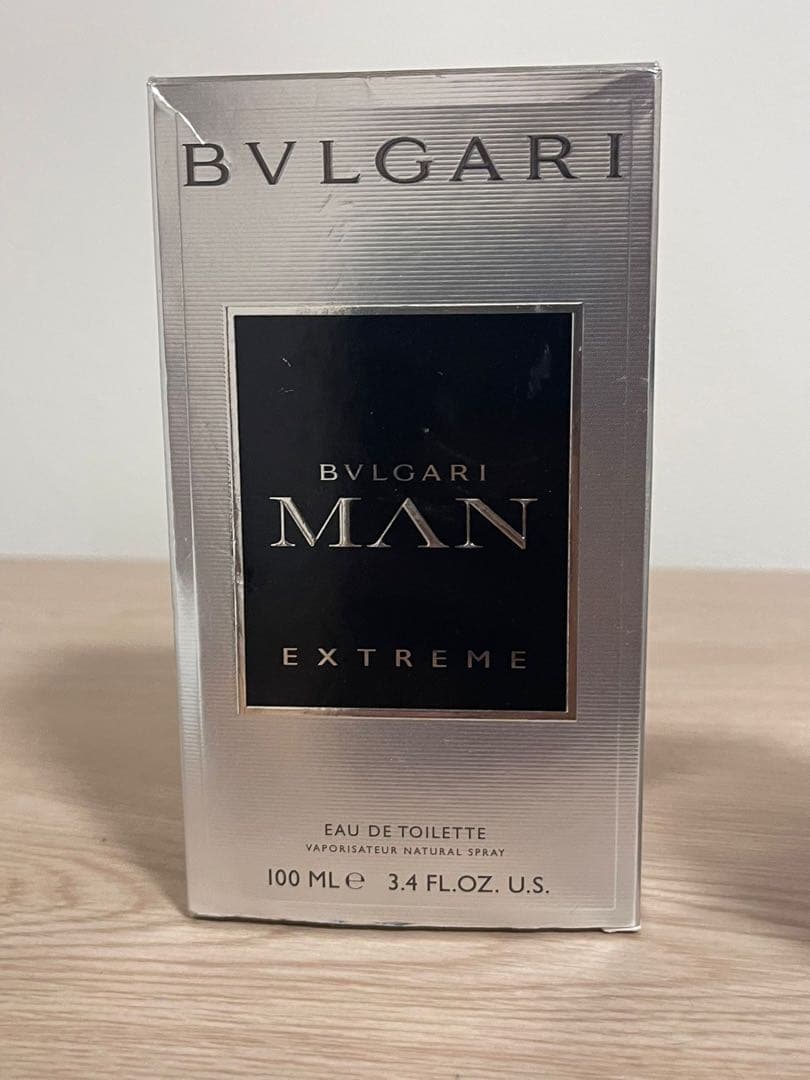 BVLGARI
BVLGARI
MAN
EXTREME
EAU DE TOILETTE
VAPORISATEUR NATURAL SPRAY
100 ML ℮ 3.4 FL.OZ. U.S.